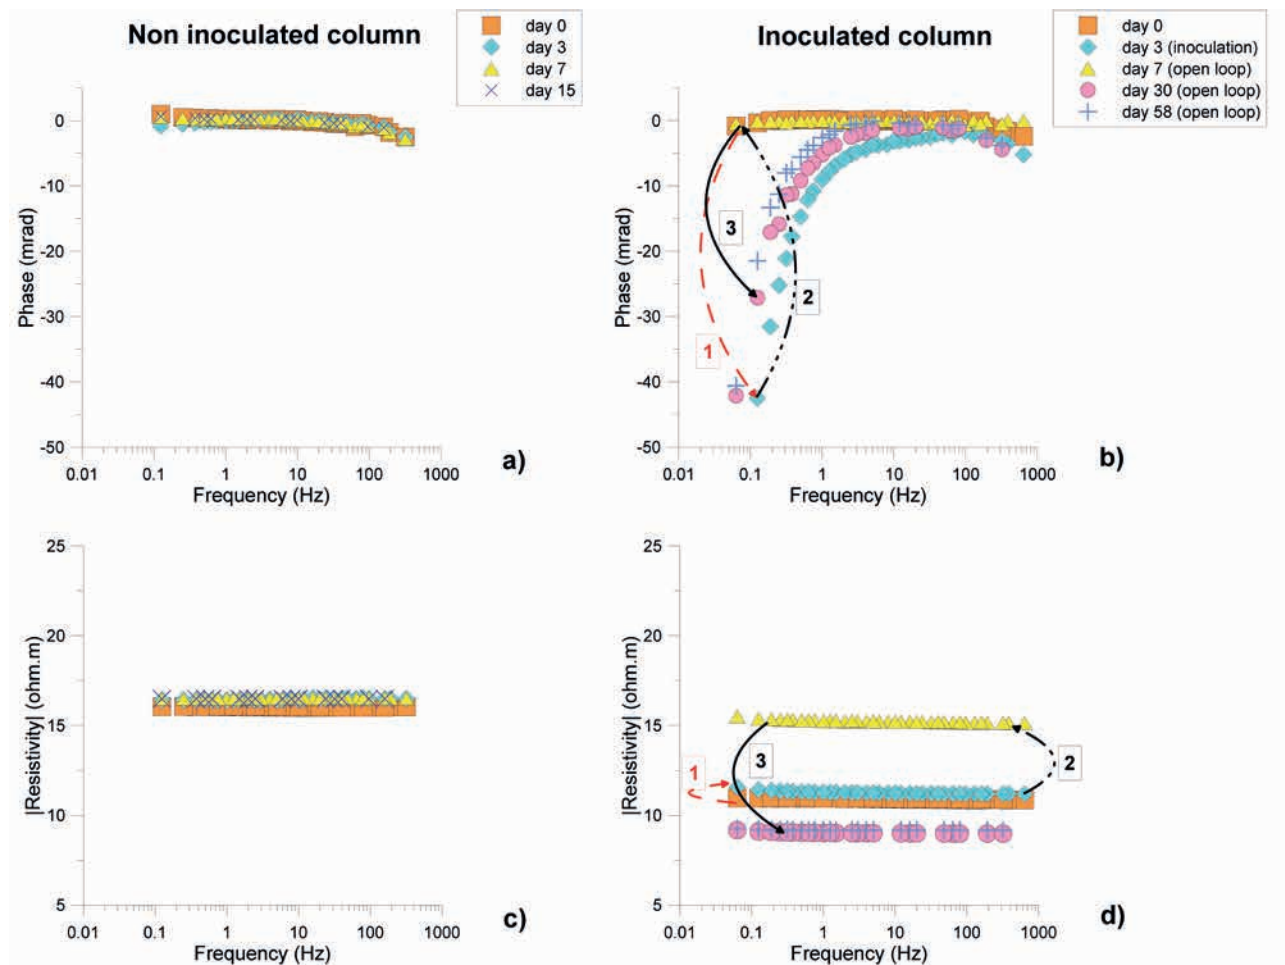 Non inoculated column
day 0
day 3
day 7
day 15
Inoculated column
day 0
day 3 (inoculation)
day 7 (open loop)
day 30 (open loop)
day 58 (open loop)
Phase (mrad)
0
-10
-20
-30
-40
-50
0.01 0.1 1 10 100 1000
Frequency (Hz)
a)
Phase (mrad)
0
-10
-20
-30
-40
-50
3
2
1
0.01 0.1 1 10 100 1000
Frequency (Hz)
b)
|Resistivity| (ohm.m)
25
20
15
10
5
0.01 0.1 1 10 100 1000
Frequency (Hz)
c)
|Resistivity| (ohm.m)
25
20
15
10
5
1
3
2
0.01 0.1 1 10 100 1000
Frequency (Hz)
d)